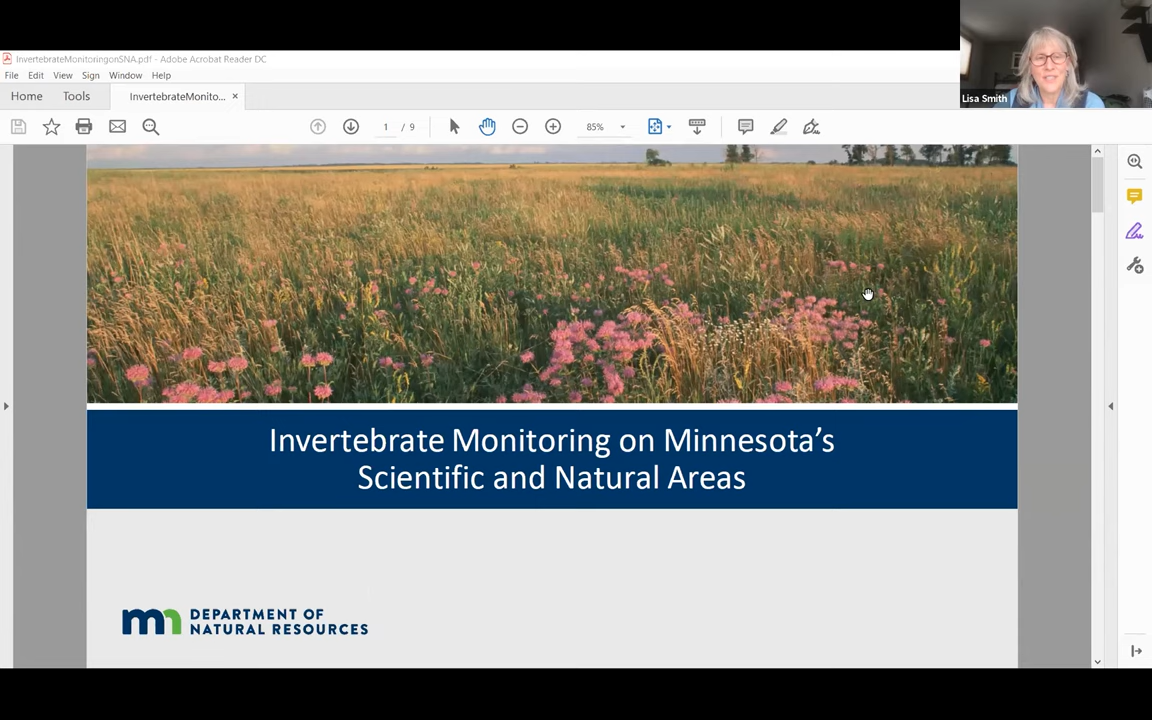 InvertebrateMonitoringonSNA.pdf - Adobe Acrobat Reader DC
File Edit View Sign Window Help
Home Tools InvertebrateMonito... ×
1 / 9 85%
Lisa Smith
Invertebrate Monitoring on Minnesota's
Scientific and Natural Areas
mn DEPARTMENT OF
NATURAL RESOURCES